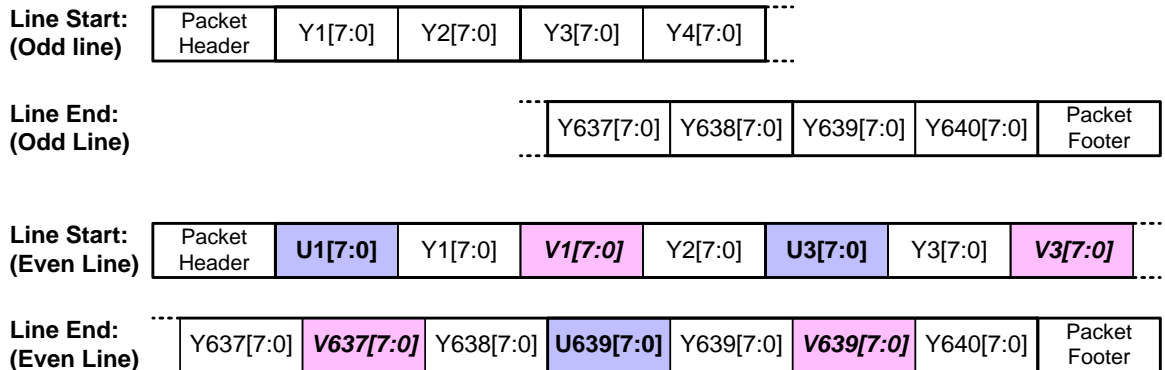 Line Start: (Odd line) Packet Header Y1[7:0] Y2[7:0] Y3[7:0] Y4[7:0]
Line End: (Odd Line) Y637[7:0] Y638[7:0] Y639[7:0] Y640[7:0] Packet Footer
Line Start: (Even Line) Packet Header U1[7:0] Y1[7:0] V1[7:0] Y2[7:0] U3[7:0] Y3[7:0] V3[7:0]
Line End: (Even Line) Y637[7:0] V637[7:0] Y638[7:0] U639[7:0] Y639[7:0] V639[7:0] Y640[7:0] Packet Footer